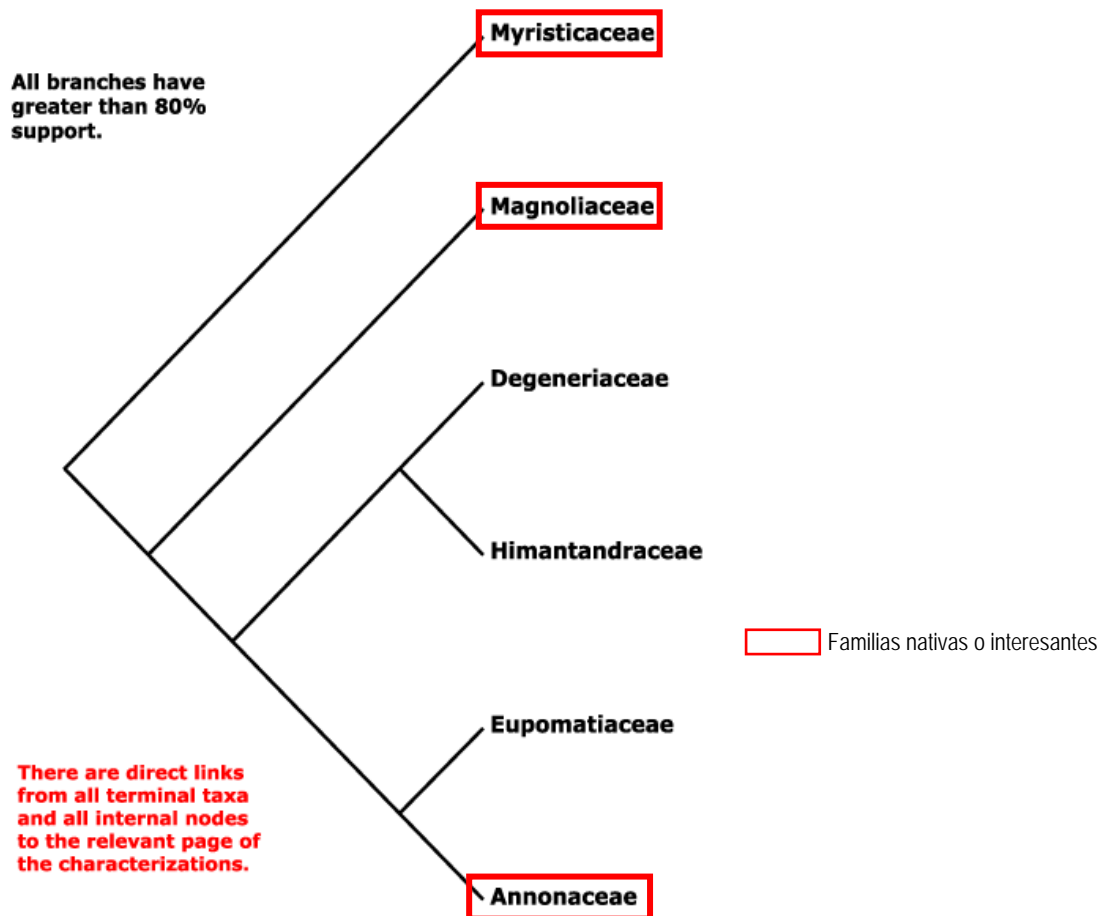 Myristicaceae
All branches have
greater than 80%
support.
Magnoliaceae
Degeneriaceae
Himantandraceae
Familias nativas o interesantes
Eupomatiaceae
There are direct links
from all terminal taxa
and all internal nodes
to the relevant page of
the characterizations.
Annonaceae